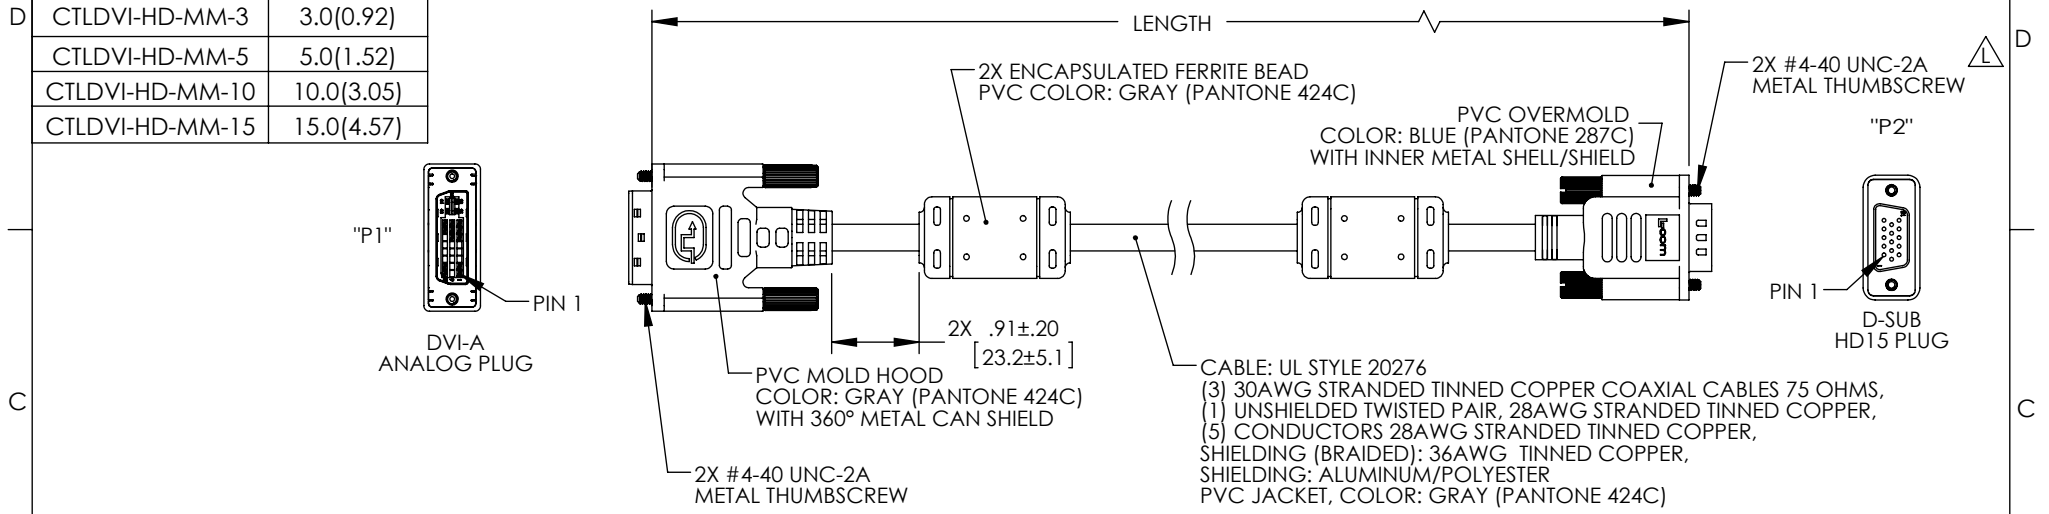 D
CTLDVI-HD-MM-3 3.0(0.92)
CTLDVI-HD-MM-5 5.0(1.52)
CTLDVI-HD-MM-10 10.0(3.05)
CTLDVI-HD-MM-15 15.0(4.57)
LENGTH
2X ENCAPSULATED FERRITE BEAD
PVC COLOR: GRAY (PANTONE 424C)
PVC OVERMOLD
COLOR: BLUE (PANTONE 287C)
WITH INNER METAL SHELL/SHIELD
2X #4-40 UNC-2A
METAL THUMBSCREW
L
D
"P2"
"P1"
PIN 1
DVI-A
ANALOG PLUG
L-com
PIN 1
D-SUB
HD15 PLUG
2X .91±.20
[23.2±5.1]
PVC MOLD HOOD
COLOR: GRAY (PANTONE 424C)
WITH 360° METAL CAN SHIELD
2X #4-40 UNC-2A
METAL THUMBSCREW
CABLE: UL STYLE 20276
(3) 30AWG STRANDED TINNED COPPER COAXIAL CABLES 75 OHMS,
(1) UNSHIELDED TWISTED PAIR, 28AWG STRANDED TINNED COPPER,
(5) CONDUCTORS 28AWG STRANDED TINNED COPPER,
SHIELDING (BRAIDED): 36AWG TINNED COPPER,
SHIELDING: ALUMINUM/POLYESTER
PVC JACKET, COLOR: GRAY (PANTONE 424C)
C
C